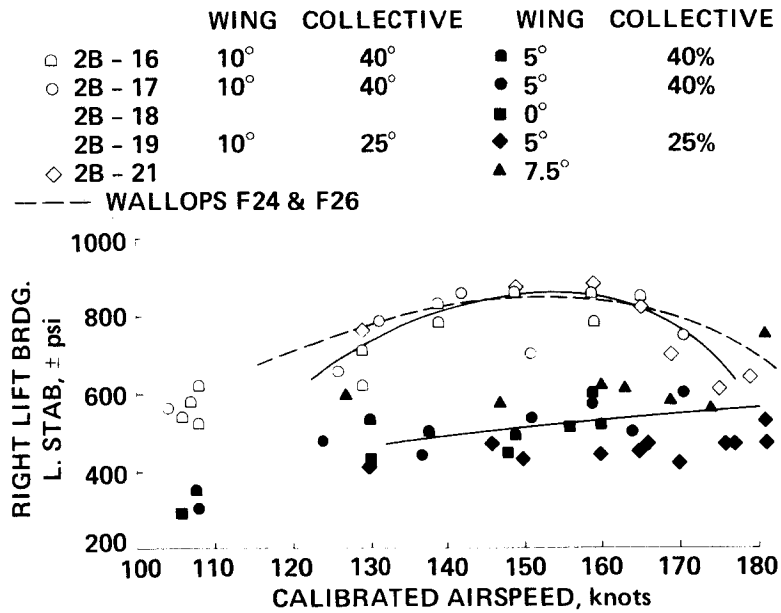 WING COLLECTIVE WING COLLECTIVE
2B – 16 10° 40° 5° 40%
2B – 17 10° 40° 5° 40%
2B – 18 0°
2B – 19 10° 25° 5° 25%
2B – 21 7.5°
WALLOPS F24 & F26
RIGHT LIFT BRDG.
L. STAB, ± psi
1000
800
600
400
200
100 110 120 130 140 150 160 170 180
CALIBRATED AIRSPEED, knots